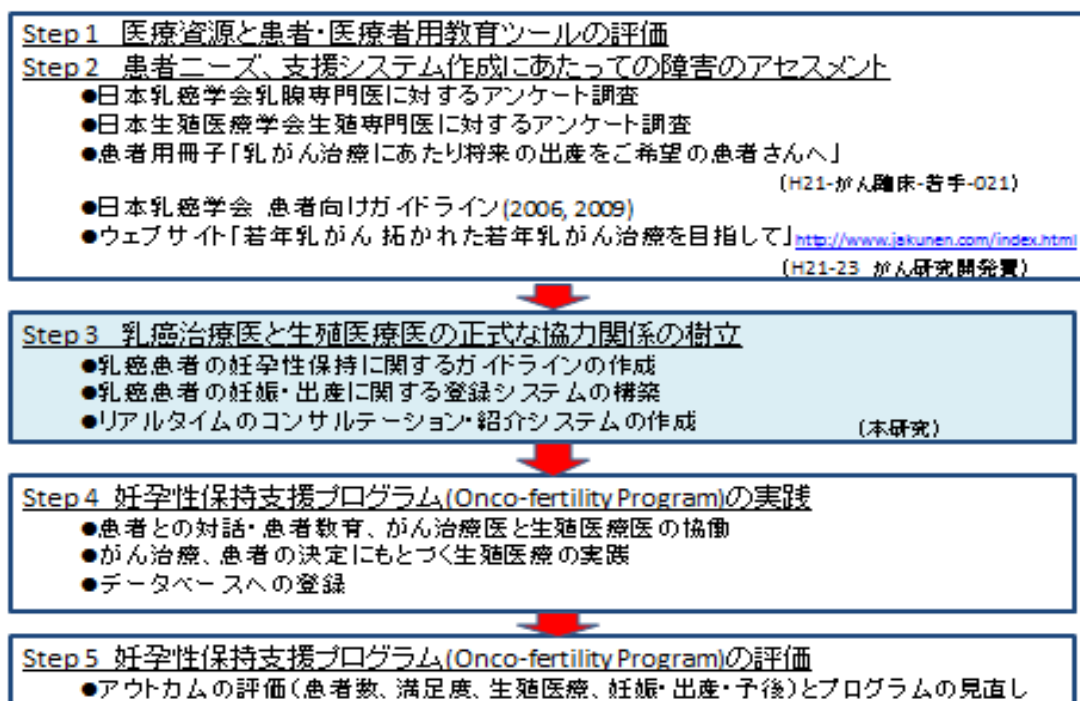 Step 1 医療資源と患者・医療者用教育ツールの評価
Step 2 患者ニーズ、支援システム作成にあたっての障害のアセスメント
●日本乳癌学会乳腺専門医に対するアンケート調査
●日本生殖医療学会生殖専門医に対するアンケート調査
●患者用冊子「乳がん治療にあたり将来の出産をご希望の患者さんへ」
(H21-がん臨床-若手-021)
●日本乳癌学会 患者向けガイドライン(2006, 2009)
●ウェブサイト「若年乳がん 拓かれた若年乳がん治療を目指して」http://www.jakunen.com/index.html
(H21-23 がん研究開発費)
Step 3 乳癌治療医と生殖医療医の正式な協力関係の樹立
●乳癌患者の妊孕性保持に関するガイドラインの作成
●乳癌患者の妊娠・出産に関する登録システムの構築
●リアルタイムのコンサルテーション・紹介システムの作成 (本研究)
Step 4 妊孕性保持支援プログラム(Onco-fertility Program)の実践
●患者との対話・患者教育、がん治療医と生殖医療医の協働
●がん治療、患者の決定にもとづく生殖医療の実践
●データベースへの登録
Step 5 妊孕性保持支援プログラム(Onco-fertility Program)の評価
●アウトカムの評価(患者数、満足度、生殖医療、妊娠・出産・予後)とプログラムの見直し